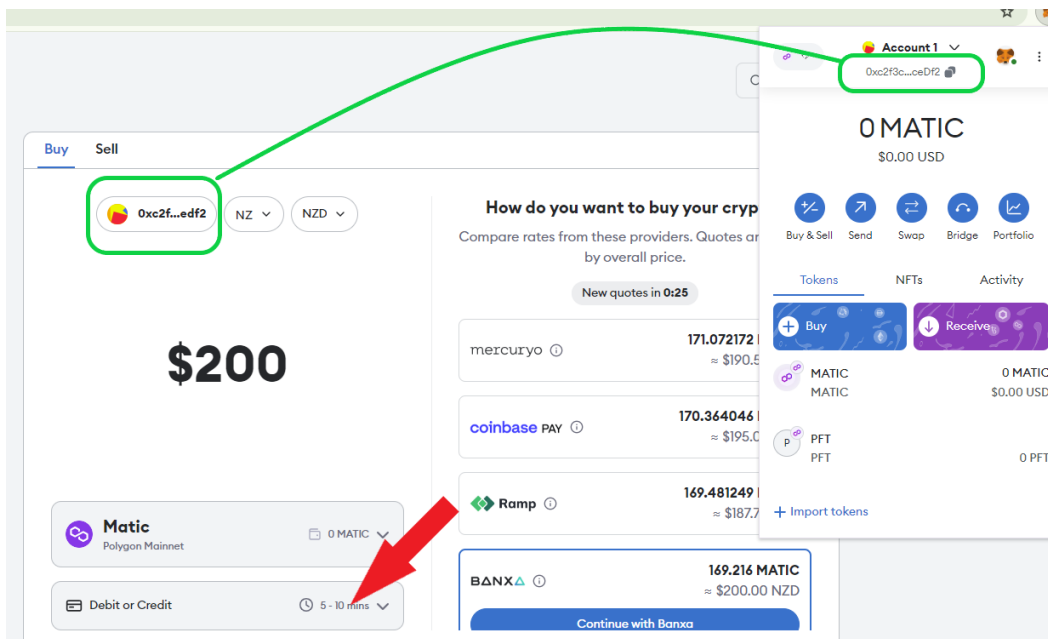 Buy Sell
0xc2f...edf2 NZ NZD
$200
Matic
Polygon Mainnet
0 MATIC
Debit or Credit
5 - 10 mins
How do you want to buy your cryp
Compare rates from these providers. Quotes ar
by overall price.
New quotes in 0:25
mercuryo
171.072172
≈ $190.5
coinbase PAY
170.364046
≈ $195.0
Ramp
169.481249
≈ $187.7
BANXA
169.216 MATIC
≈ $200.00 NZD
Continue with Banxa
Account 1
0xc2f3c...ceDf2
0 MATIC
$0.00 USD
Buy & Sell Send Swap Bridge Portfolio
Tokens NFTs Activity
Buy Receive
MATIC 0 MATIC
MATIC $0.00 USD
P PFT
PFT 0 PFT
+ Import tokens